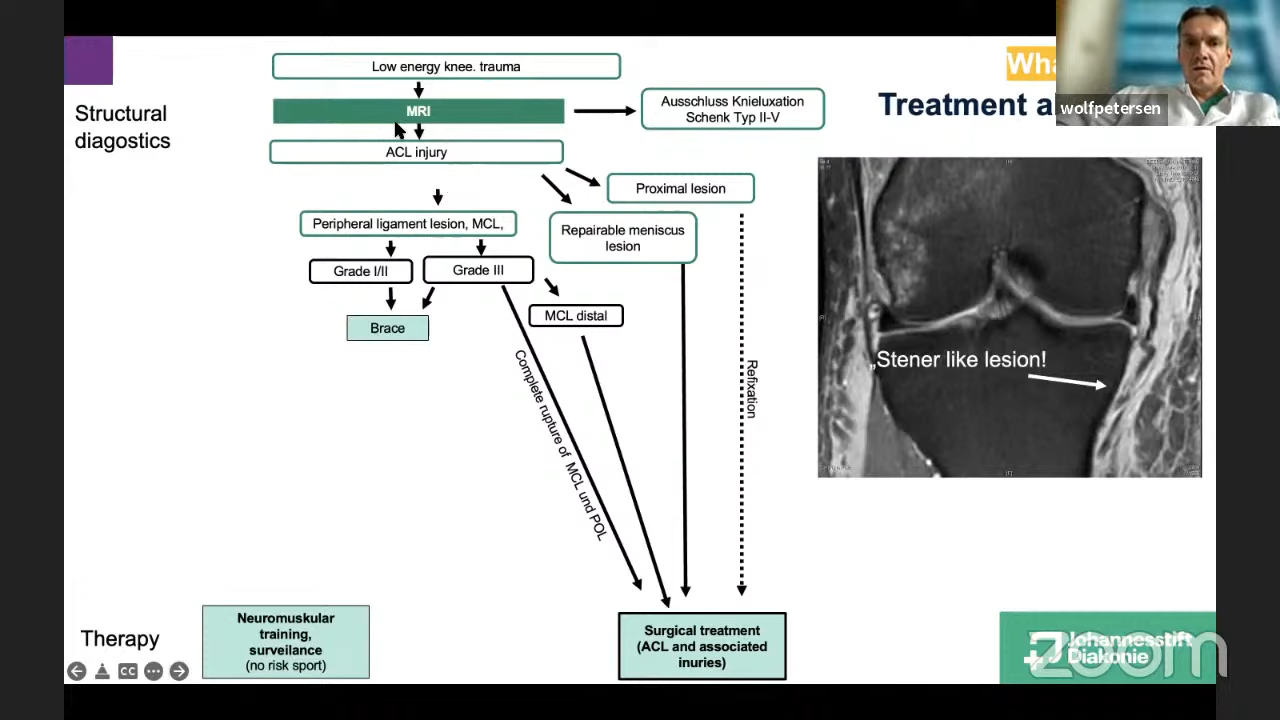 Low energy knee. trauma
What
Structural
diagostics
MRI
Ausschluss Knieluxation
Schenk Typ II-V
Treatment a
wolfpetersen
ACL injury
Proximal lesion
Peripheral ligament lesion, MCL,
Repairable meniscus
lesion
Grade I/II
Grade III
MCL distal
Brace
„Stener like lesion!
Complete rupture of MCL und POL
Refixation
Therapy
Neuromuskular
training,
surveilance
(no risk sport)
Surgical treatment
(ACL and associated
inuries)
Johannesstift
Diakonie
zoom
CC